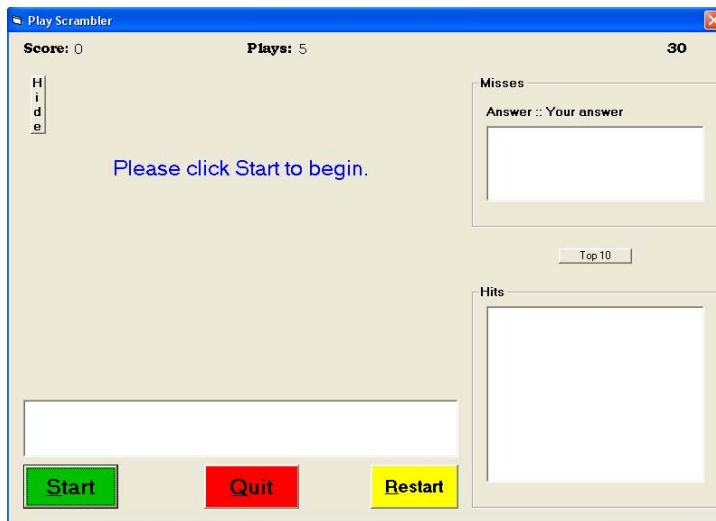 Play Scrambler
Score: 0
Plays: 5
30
H
i
d
e
Please click Start to begin.
Misses
Answer :: Your answer
Top 10
Hits
Start
Quit
Restart